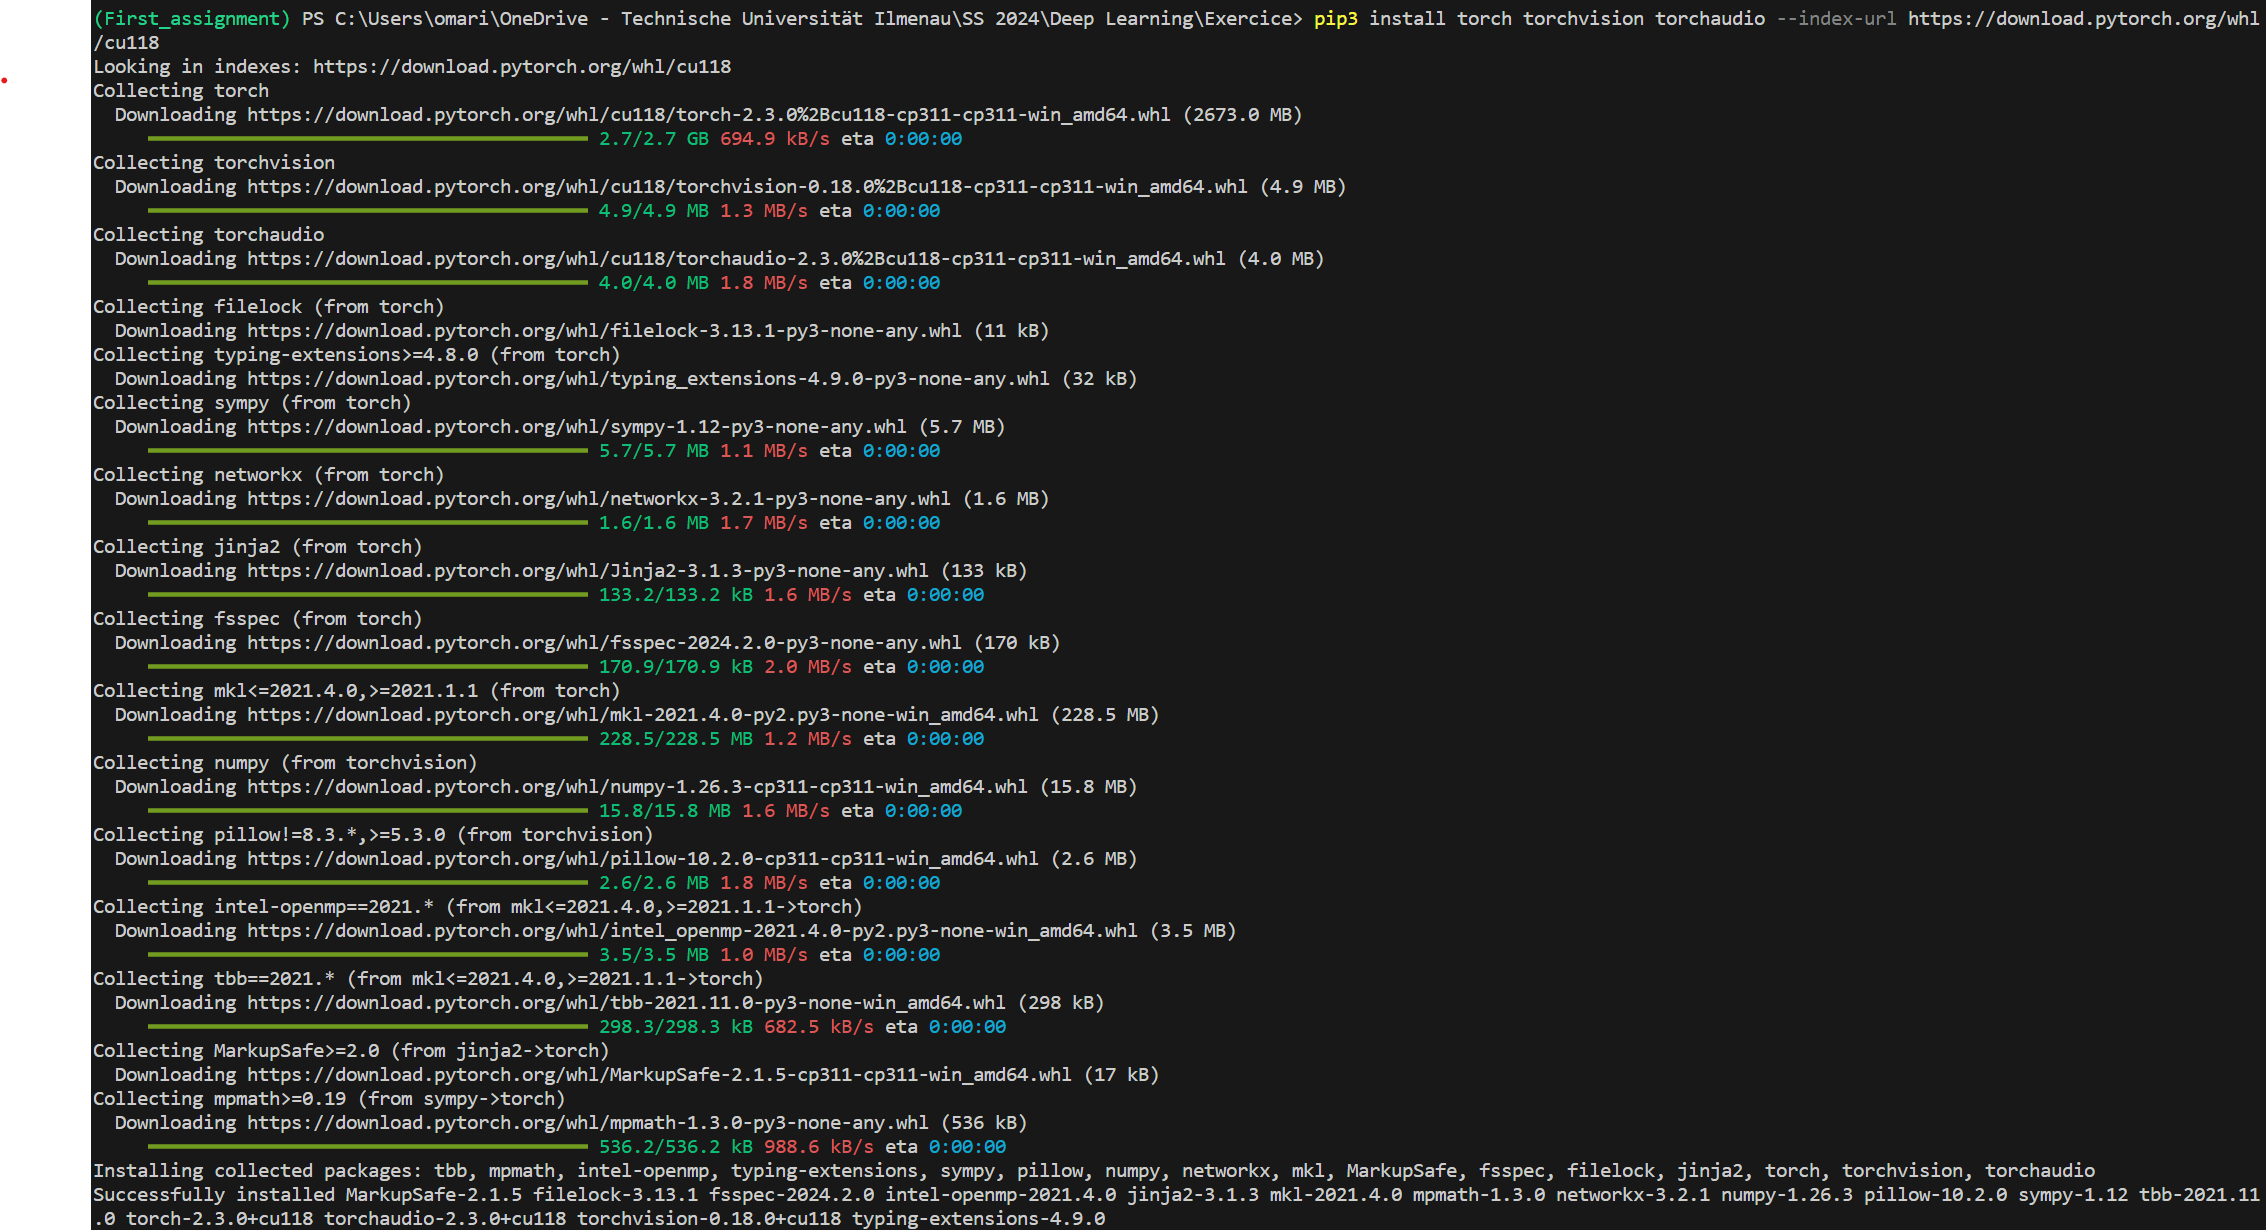 (First_assignment) PS C:\Users\omari\OneDrive - Technische Universität Ilmenau\SS 2024\Deep Learning\Exercice> pip3 install torch torchvision torchaudio --index-url https://download.pytorch.org/whl
/cu118
Looking in indexes: https://download.pytorch.org/whl/cu118
Collecting torch
  Downloading https://download.pytorch.org/whl/cu118/torch-2.3.0%2Bcu118-cp311-cp311-win_amd64.whl (2673.0 MB)
2.7/2.7 GB 694.9 kB/s eta 0:00:00
Collecting torchvision
  Downloading https://download.pytorch.org/whl/cu118/torchvision-0.18.0%2Bcu118-cp311-cp311-win_amd64.whl (4.9 MB)
4.9/4.9 MB 1.3 MB/s eta 0:00:00
Collecting torchaudio
  Downloading https://download.pytorch.org/whl/cu118/torchaudio-2.3.0%2Bcu118-cp311-cp311-win_amd64.whl (4.0 MB)
4.0/4.0 MB 1.8 MB/s eta 0:00:00
Collecting filelock (from torch)
  Downloading https://download.pytorch.org/whl/filelock-3.13.1-py3-none-any.whl (11 kB)
Collecting typing-extensions>=4.8.0 (from torch)
  Downloading https://download.pytorch.org/whl/typing_extensions-4.9.0-py3-none-any.whl (32 kB)
Collecting sympy (from torch)
  Downloading https://download.pytorch.org/whl/sympy-1.12-py3-none-any.whl (5.7 MB)
5.7/5.7 MB 1.1 MB/s eta 0:00:00
Collecting networkx (from torch)
  Downloading https://download.pytorch.org/whl/networkx-3.2.1-py3-none-any.whl (1.6 MB)
1.6/1.6 MB 1.7 MB/s eta 0:00:00
Collecting jinja2 (from torch)
  Downloading https://download.pytorch.org/whl/Jinja2-3.1.3-py3-none-any.whl (133 kB)
133.2/133.2 kB 1.6 MB/s eta 0:00:00
Collecting fsspec (from torch)
  Downloading https://download.pytorch.org/whl/fsspec-2024.2.0-py3-none-any.whl (170 kB)
170.9/170.9 kB 2.0 MB/s eta 0:00:00
Collecting mkl<=2021.4.0,>=2021.1.1 (from torch)
  Downloading https://download.pytorch.org/whl/mkl-2021.4.0-py2.py3-none-win_amd64.whl (228.5 MB)
228.5/228.5 MB 1.2 MB/s eta 0:00:00
Collecting numpy (from torchvision)
  Downloading https://download.pytorch.org/whl/numpy-1.26.3-cp311-cp311-win_amd64.whl (15.8 MB)
15.8/15.8 MB 1.6 MB/s eta 0:00:00
Collecting pillow!=8.3.*,>=5.3.0 (from torchvision)
  Downloading https://download.pytorch.org/whl/pillow-10.2.0-cp311-cp311-win_amd64.whl (2.6 MB)
2.6/2.6 MB 1.8 MB/s eta 0:00:00
Collecting intel-openmp==2021.* (from mkl<=2021.4.0,>=2021.1.1->torch)
  Downloading https://download.pytorch.org/whl/intel_openmp-2021.4.0-py2.py3-none-win_amd64.whl (3.5 MB)
3.5/3.5 MB 1.0 MB/s eta 0:00:00
Collecting tbb==2021.* (from mkl<=2021.4.0,>=2021.1.1->torch)
  Downloading https://download.pytorch.org/whl/tbb-2021.11.0-py3-none-win_amd64.whl (298 kB)
298.3/298.3 kB 682.5 kB/s eta 0:00:00
Collecting MarkupSafe>=2.0 (from jinja2->torch)
  Downloading https://download.pytorch.org/whl/MarkupSafe-2.1.5-cp311-cp311-win_amd64.whl (17 kB)
Collecting mpmath>=0.19 (from sympy->torch)
  Downloading https://download.pytorch.org/whl/mpmath-1.3.0-py3-none-any.whl (536 kB)
536.2/536.2 kB 988.6 kB/s eta 0:00:00
Installing collected packages: tbb, mpmath, intel-openmp, typing-extensions, sympy, pillow, numpy, networkx, mkl, MarkupSafe, fsspec, filelock, jinja2, torch, torchvision, torchaudio
Successfully installed MarkupSafe-2.1.5 filelock-3.13.1 fsspec-2024.2.0 intel-openmp-2021.4.0 jinja2-3.1.3 mkl-2021.4.0 mpmath-1.3.0 networkx-3.2.1 numpy-1.26.3 pillow-10.2.0 sympy-1.12 tbb-2021.11
.0 torch-2.3.0+cu118 torchaudio-2.3.0+cu118 torchvision-0.18.0+cu118 typing-extensions-4.9.0